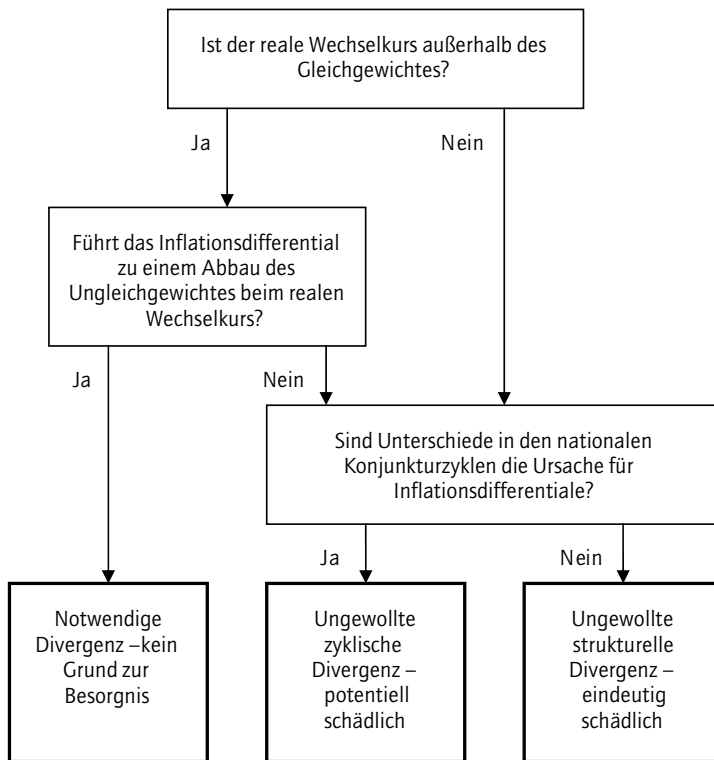 Ist der reale Wechselkurs außerhalb des
Gleichgewichtes?
Ja
Nein
Führt das Inflationsdifferential
zu einem Abbau des
Ungleichgewichtes beim realen
Wechselkurs?
Ja
Nein
Sind Unterschiede in den nationalen
Konjunkturzyklen die Ursache für
Inflationsdifferentiale?
Ja
Nein
Notwendige
Divergenz –kein
Grund zur
Besorgnis
Ungewollte
zyklische
Divergenz –
potentiell
schädlich
Ungewollte
strukturelle
Divergenz –
eindeutig
schädlich